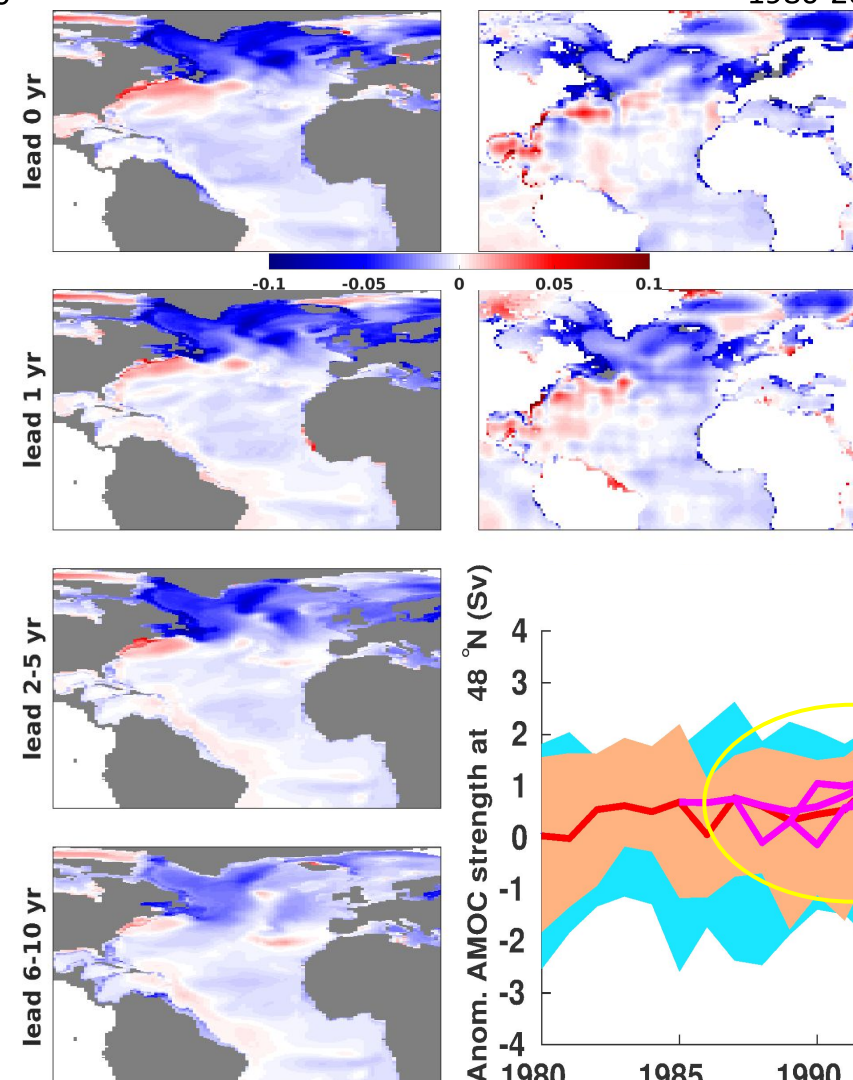 lead 0 yr
-0.1 -0.05 0 0.05 0.1
lead 1 yr
lead 2-5 yr
lead 6-10 yr
Anom. AMOC strength at 48 °N (Sv)
4
3
2
1
0
-1
-2
-3
-4
1980 1985 1990